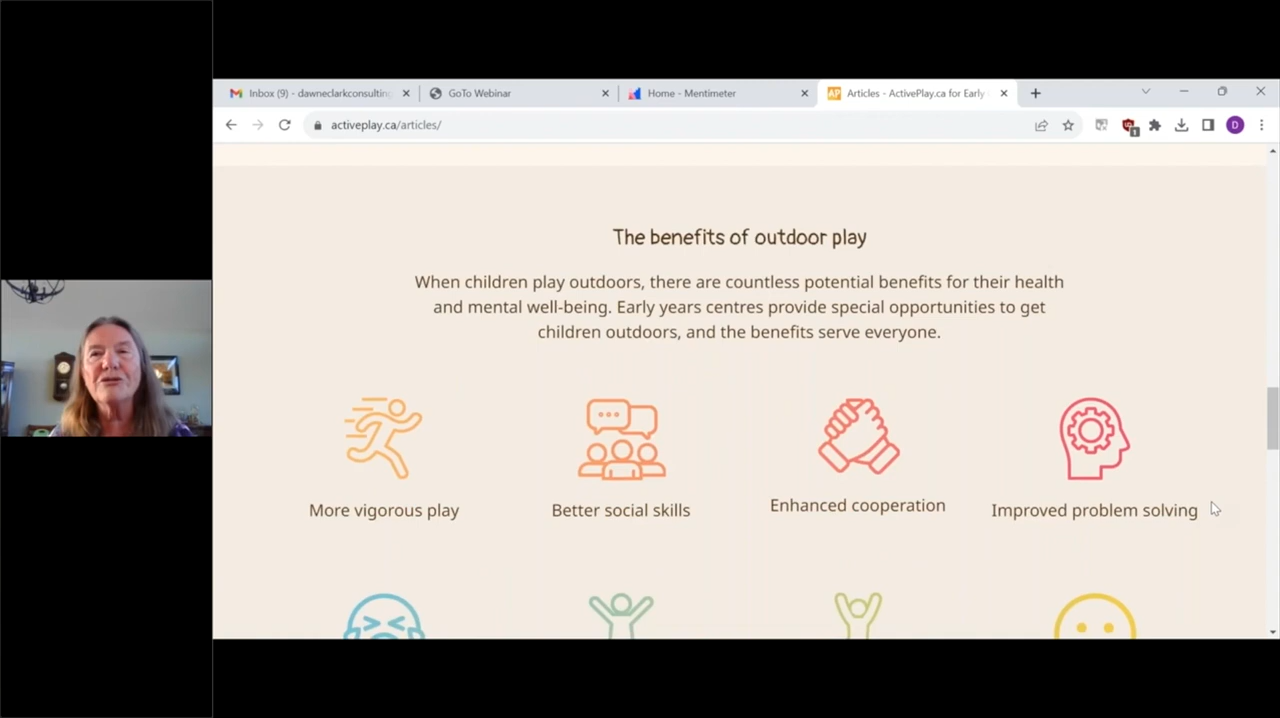 Inbox (9) - dawneclarkconsulting
GoTo Webinar
Home - Mentimeter
AP
Articles - ActivePlay.ca for Early
activeplay.ca/articles/
1
D
The benefits of outdoor play
When children play outdoors, there are countless potential benefits for their health
and mental well-being. Early years centres provide special opportunities to get
children outdoors, and the benefits serve everyone.
More vigorous play
Better social skills
Enhanced cooperation
Improved problem solving